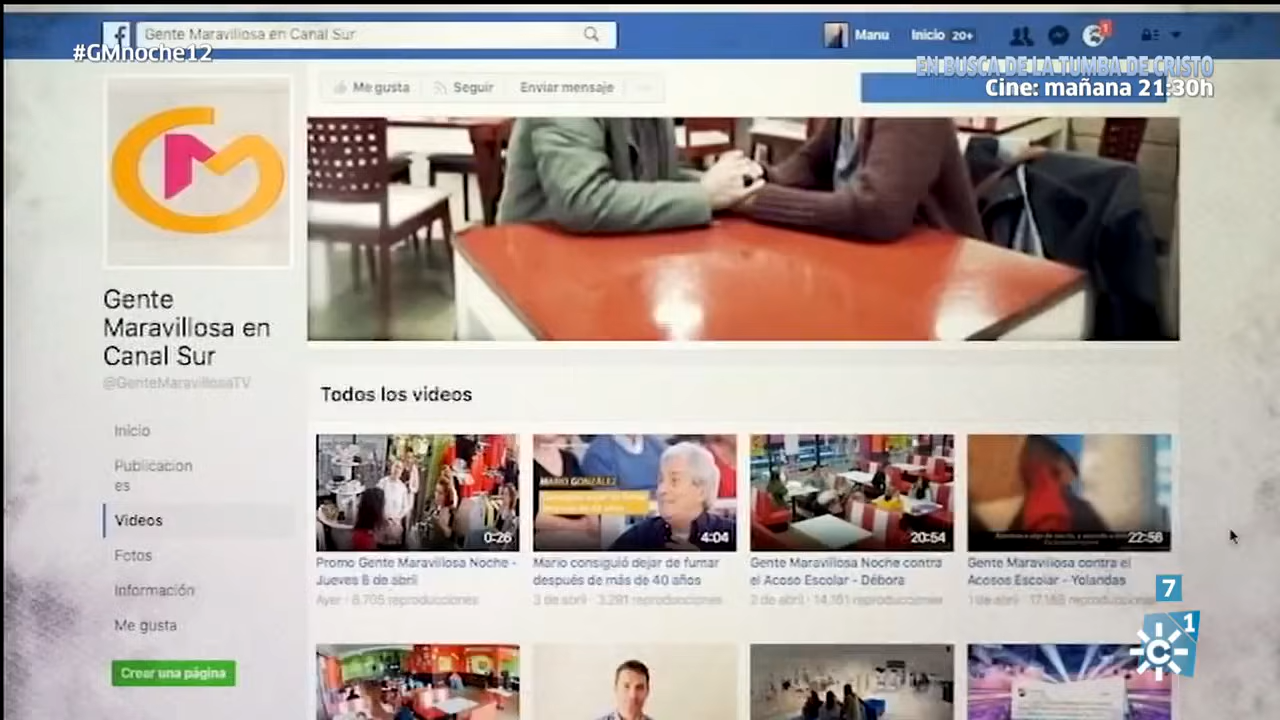 Gente Maravillosa en Canal Sur
Manu
Inicio 20+
1
#GMnoche12
EN BUSCA DE LA TUMBA DE CRISTO
Cine: mañana 21:30h
Me gusta
Seguir
Enviar mensaje
GM
Gente
Maravillosa en
Canal Sur
@GenteMaravillosaTV
Inicio
Publicacion
es
Videos
Fotos
Información
Me gusta
Crear una página
Todos los videos
0:26
MARIO GONZÁLEZ
4:04
20:54
22:56
Promo Gente Maravillosa Noche -
Jueves 6 de abril
Ayer · 6.705 reproducciones
Mario consiguió dejar de fumar
después de más de 40 años
3 de abril · 3.291 reproducciones
Gente Maravillosa Noche contra
el Acoso Escolar - Débora
2 de abril · 14.161 reproducciones
Gente Maravillosa contra el
Acosos Escolar - Yolandas
1 de abril · 17.168 reproducciones
7
1
C